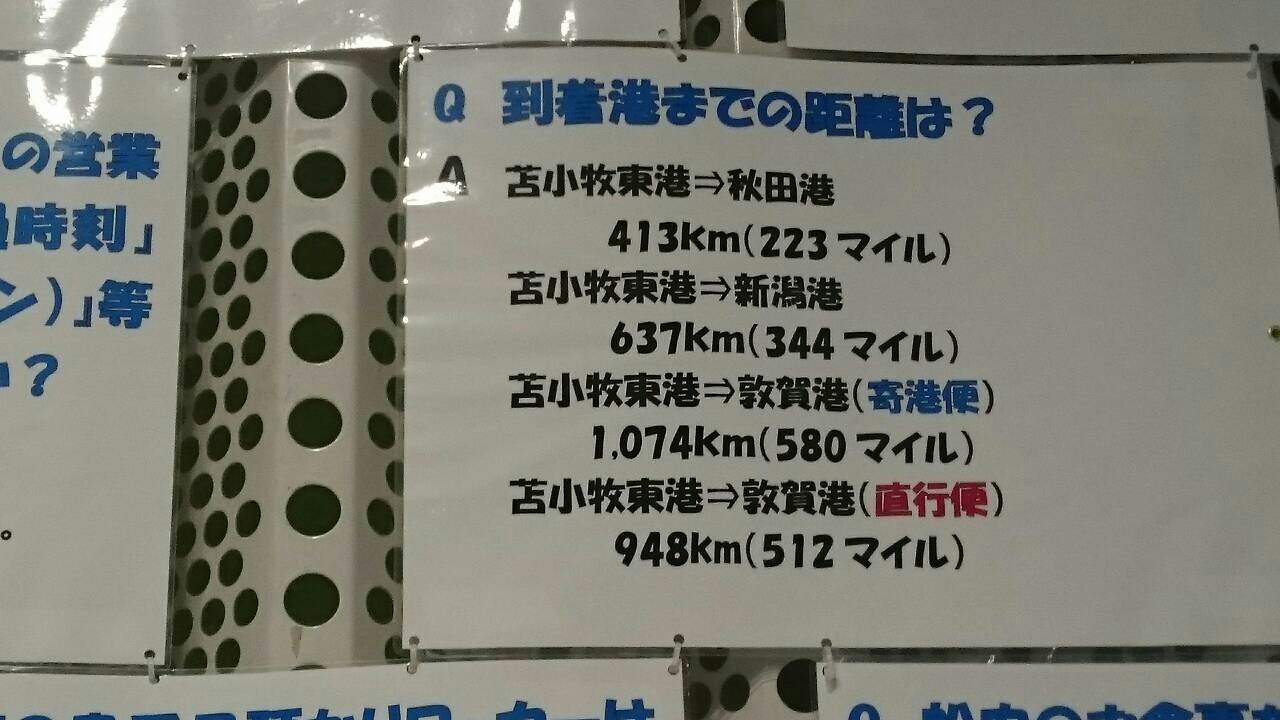 の営業
時刻」
ン)」等
?
。
Q 到着港までの距離は？
A 苫小牧東港⇒秋田港
413km(223マイル)
苫小牧東港⇒新潟港
637km(344マイル)
苫小牧東港⇒敦賀港(寄港便)
1,074km(580マイル)
苫小牧東港⇒敦賀港(直行便)
948km(512マイル)